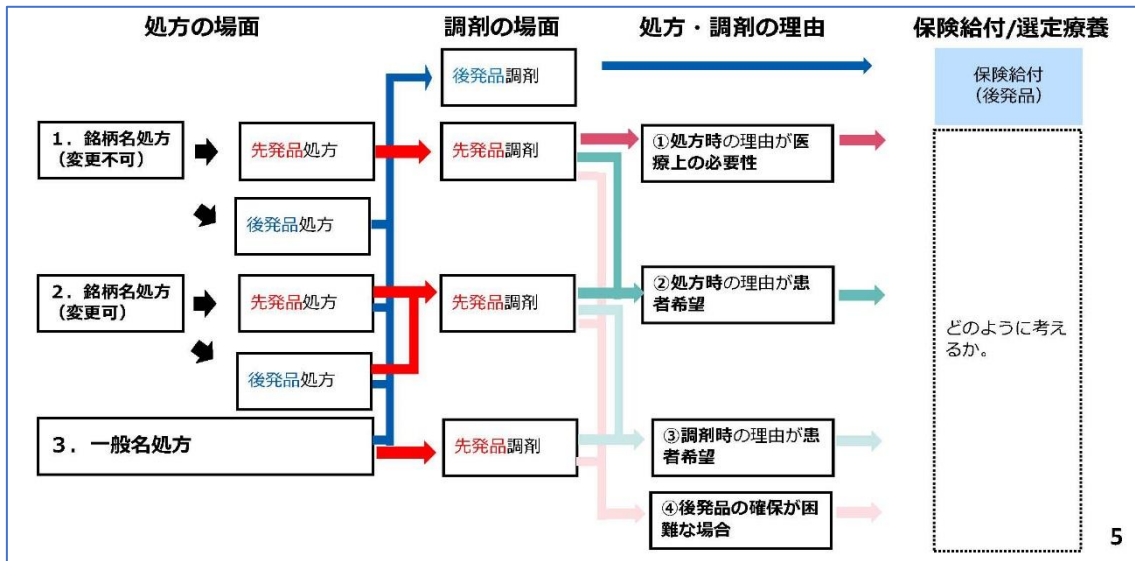 処方の場面
調剤の場面
処方・調剤の理由
保険給付/選定療養
後発品調剤
保険給付
（後発品）
1．銘柄名処方
（変更不可）
先発品処方
先発品調剤
①処方時の理由が医
療上の必要性
後発品処方
2．銘柄名処方
（変更可）
先発品処方
先発品調剤
②処方時の理由が患
者希望
どのように考え
るか。
後発品処方
3．一般名処方
先発品調剤
③調剤時の理由が患
者希望
④後発品の確保が困
難な場合
5